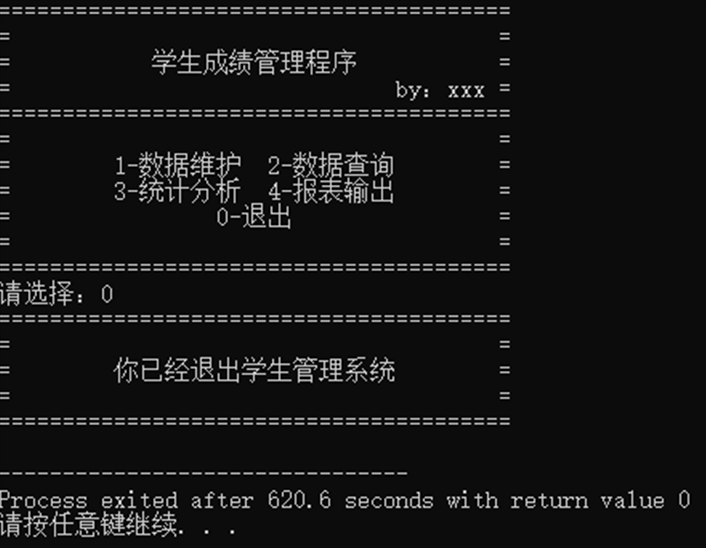 ========================================
=                                      =
=           学生成绩管理程序           =
=                              by：xxx =
========================================
=                                      =
=        1-数据维护  2-数据查询        =
=        3-统计分析  4-报表输出        =
=                0-退出                =
=                                      =
========================================
请选择：0
========================================
=                                      =
=        你已经退出学生管理系统        =
=                                      =
========================================
--------------------------------
Process exited after 620.6 seconds with return value 0
请按任意键继续. . .